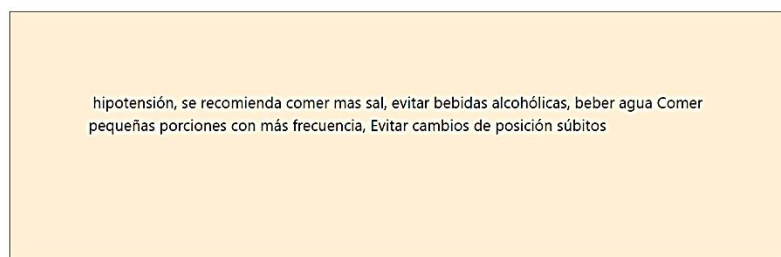 hipotensión, se recomienda comer mas sal, evitar bebidas alcohólicas, beber agua Comer
pequeñas porciones con más frecuencia, Evitar cambios de posición súbitos